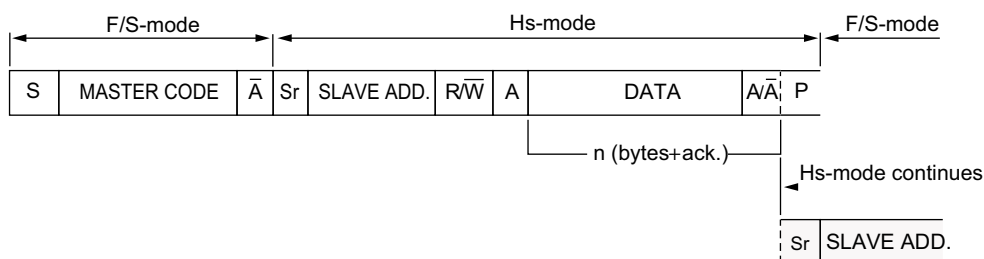 F/S-mode Hs-mode F/S-mode
S MASTER CODE A̅ Sr SLAVE ADD. R/W̅ A DATA A/A̅ P
n (bytes+ack.)
Hs-mode continues
Sr SLAVE ADD.